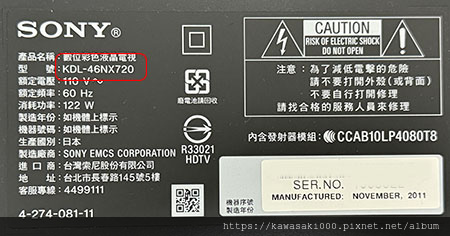 SONY®
產品名稱:數位彩色液晶電視
型 號:KDL-46NX720
額定電壓:110 V~
額定頻率:60 Hz
消耗功率:122 W
製造年份:如機體上標示
機器號碼:如機體上標示
生產國別:日本
製造商:SONY EMCS CORPORATION
進口商:台灣索尼股份有限公司
地 址:台北市長春路145號5樓
客服專線:4499111
4-274-081-11
廢電池請回收
R33021
HDTV
CAUTION
RISK OF ELECTRIC SHOCK
DO NOT OPEN
注意:為了減低電擊的危險
請不要打開外殼(或背面)
不要自行打開修理
請找合格的服務人員修理
內含發射器模組: CCAB10LP4080T8
SER.NO.
MANUFACTURED: NOVEMBER, 2011
機器號碼
製造年份
https://kawasaki000.pixnet.net/album